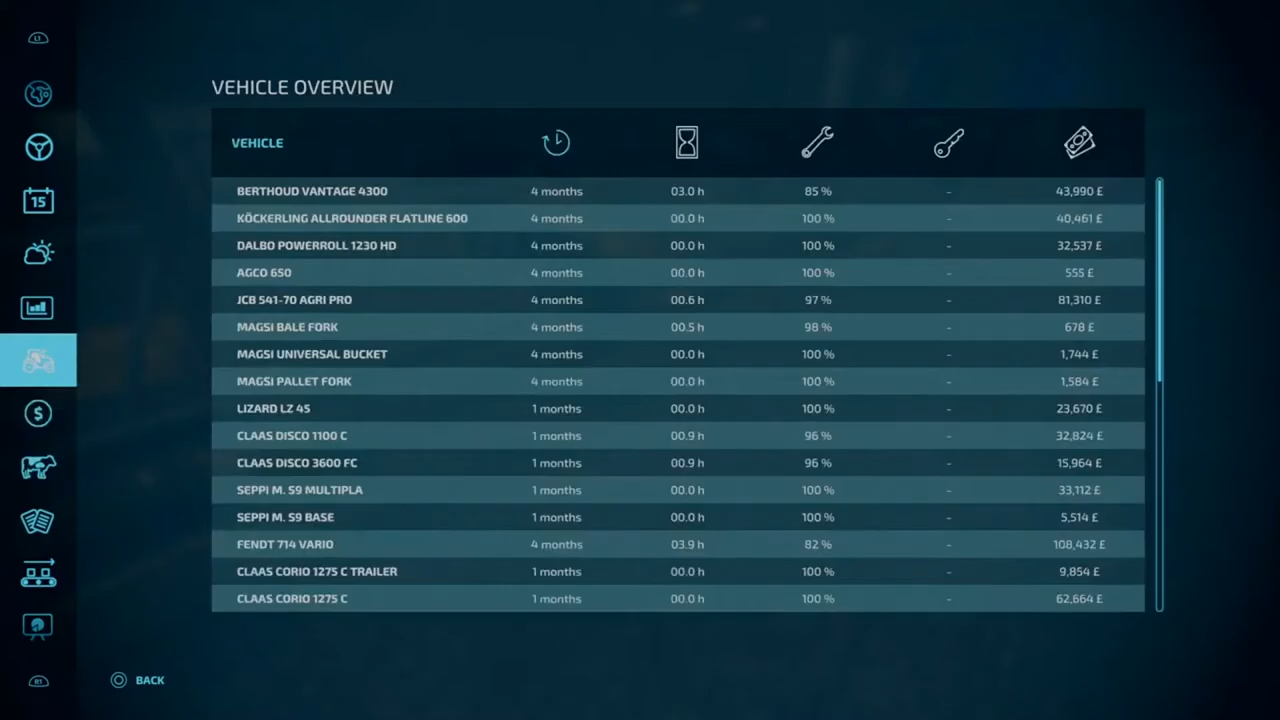 L1
VEHICLE OVERVIEW
VEHICLE
BERTHOUD VANTAGE 4300 4 months 03.0 h 85 % - 43,990 £
KÖCKERLING ALLROUNDER FLATLINE 600 4 months 00.0 h 100 % - 40,461 £
DALBO POWERROLL 1230 HD 4 months 00.0 h 100 % - 32,537 £
AGCO 650 4 months 00.0 h 100 % - 555 £
JCB 541-70 AGRI PRO 4 months 00.6 h 97 % - 81,310 £
MAGSI BALE FORK 4 months 00.5 h 98 % - 678 £
MAGSI UNIVERSAL BUCKET 4 months 00.0 h 100 % - 1,744 £
MAGSI PALLET FORK 4 months 00.0 h 100 % - 1,584 £
LIZARD LZ 45 1 months 00.0 h 100 % - 23,670 £
CLAAS DISCO 1100 C 1 months 00.9 h 96 % - 32,824 £
CLAAS DISCO 3600 FC 1 months 00.9 h 96 % - 15,964 £
SEPPI M. S9 MULTIPLA 1 months 00.0 h 100 % - 33,112 £
SEPPI M. S9 BASE 1 months 00.0 h 100 % - 5,514 £
FENDT 714 VARIO 4 months 03.9 h 82 % - 108,432 £
CLAAS CORIO 1275 C TRAILER 1 months 00.0 h 100 % - 9,854 £
CLAAS CORIO 1275 C 1 months 00.0 h 100 % - 62,664 £
15
$
R1
BACK